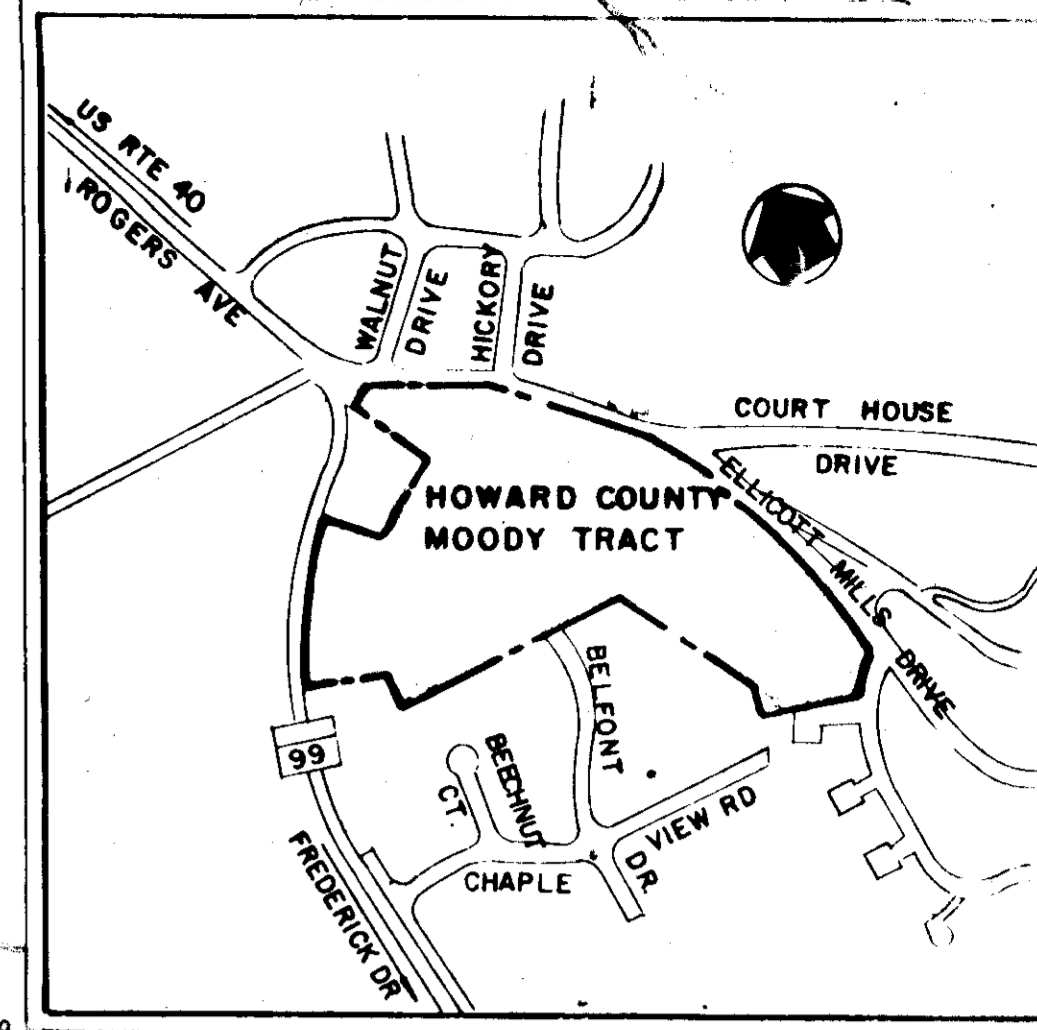 US RTE 40
ROGERS AVE
WALNUT
DRIVE
HICKORY
DRIVE
COURT HOUSE
DRIVE
ELLICOTT MILLS DRIVE
HOWARD COUNTY
MOODY TRACT
BELFONT
DR
99
BEECHNUT
CT.
VIEW RD
CHAPLE
FREDERICK DR